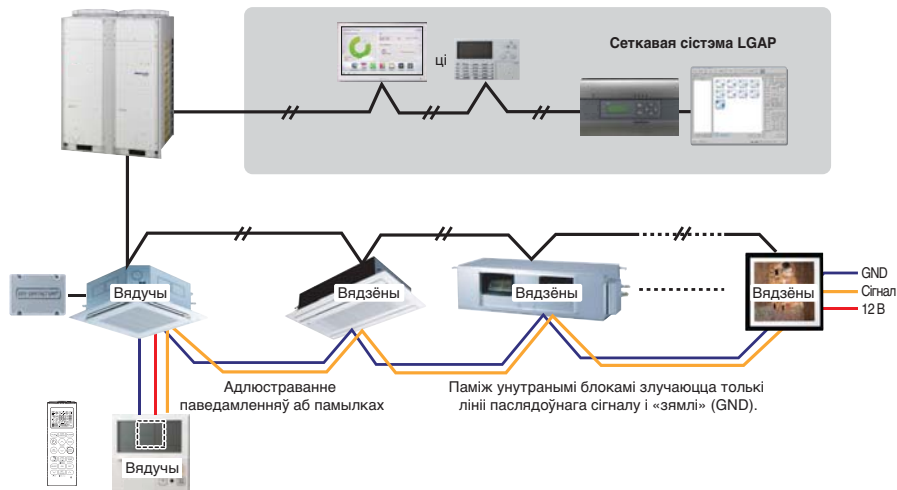 Сеткавая сістэма LGAP
ці
Вядучы
Вядзёны
Вядзёны
Вядзёны
GND
Сігнал
12 В
Адлюстраванне
паведамленняў аб памылках
Паміж унутранымі блокамі злучаюцца толькі
лініі паслядоўнага сігналу і «зямлі» (GND).
Вядучы